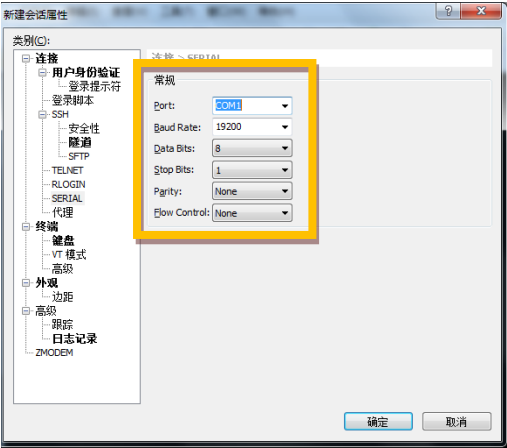 新建会话属性
类别(C):
连接
用户身份验证
登录提示符
登录脚本
SSH
安全性
隧道
SFTP
TELNET
RLOGIN
SERIAL
代理
终端
键盘
VT 模式
高级
外观
边距
高级
跟踪
日志记录
ZMODEM
连接 > SERIAL
常规
Port: COM1
Baud Rate: 19200
Data Bits: 8
Stop Bits: 1
Parity: None
Flow Control: None
确定 取消